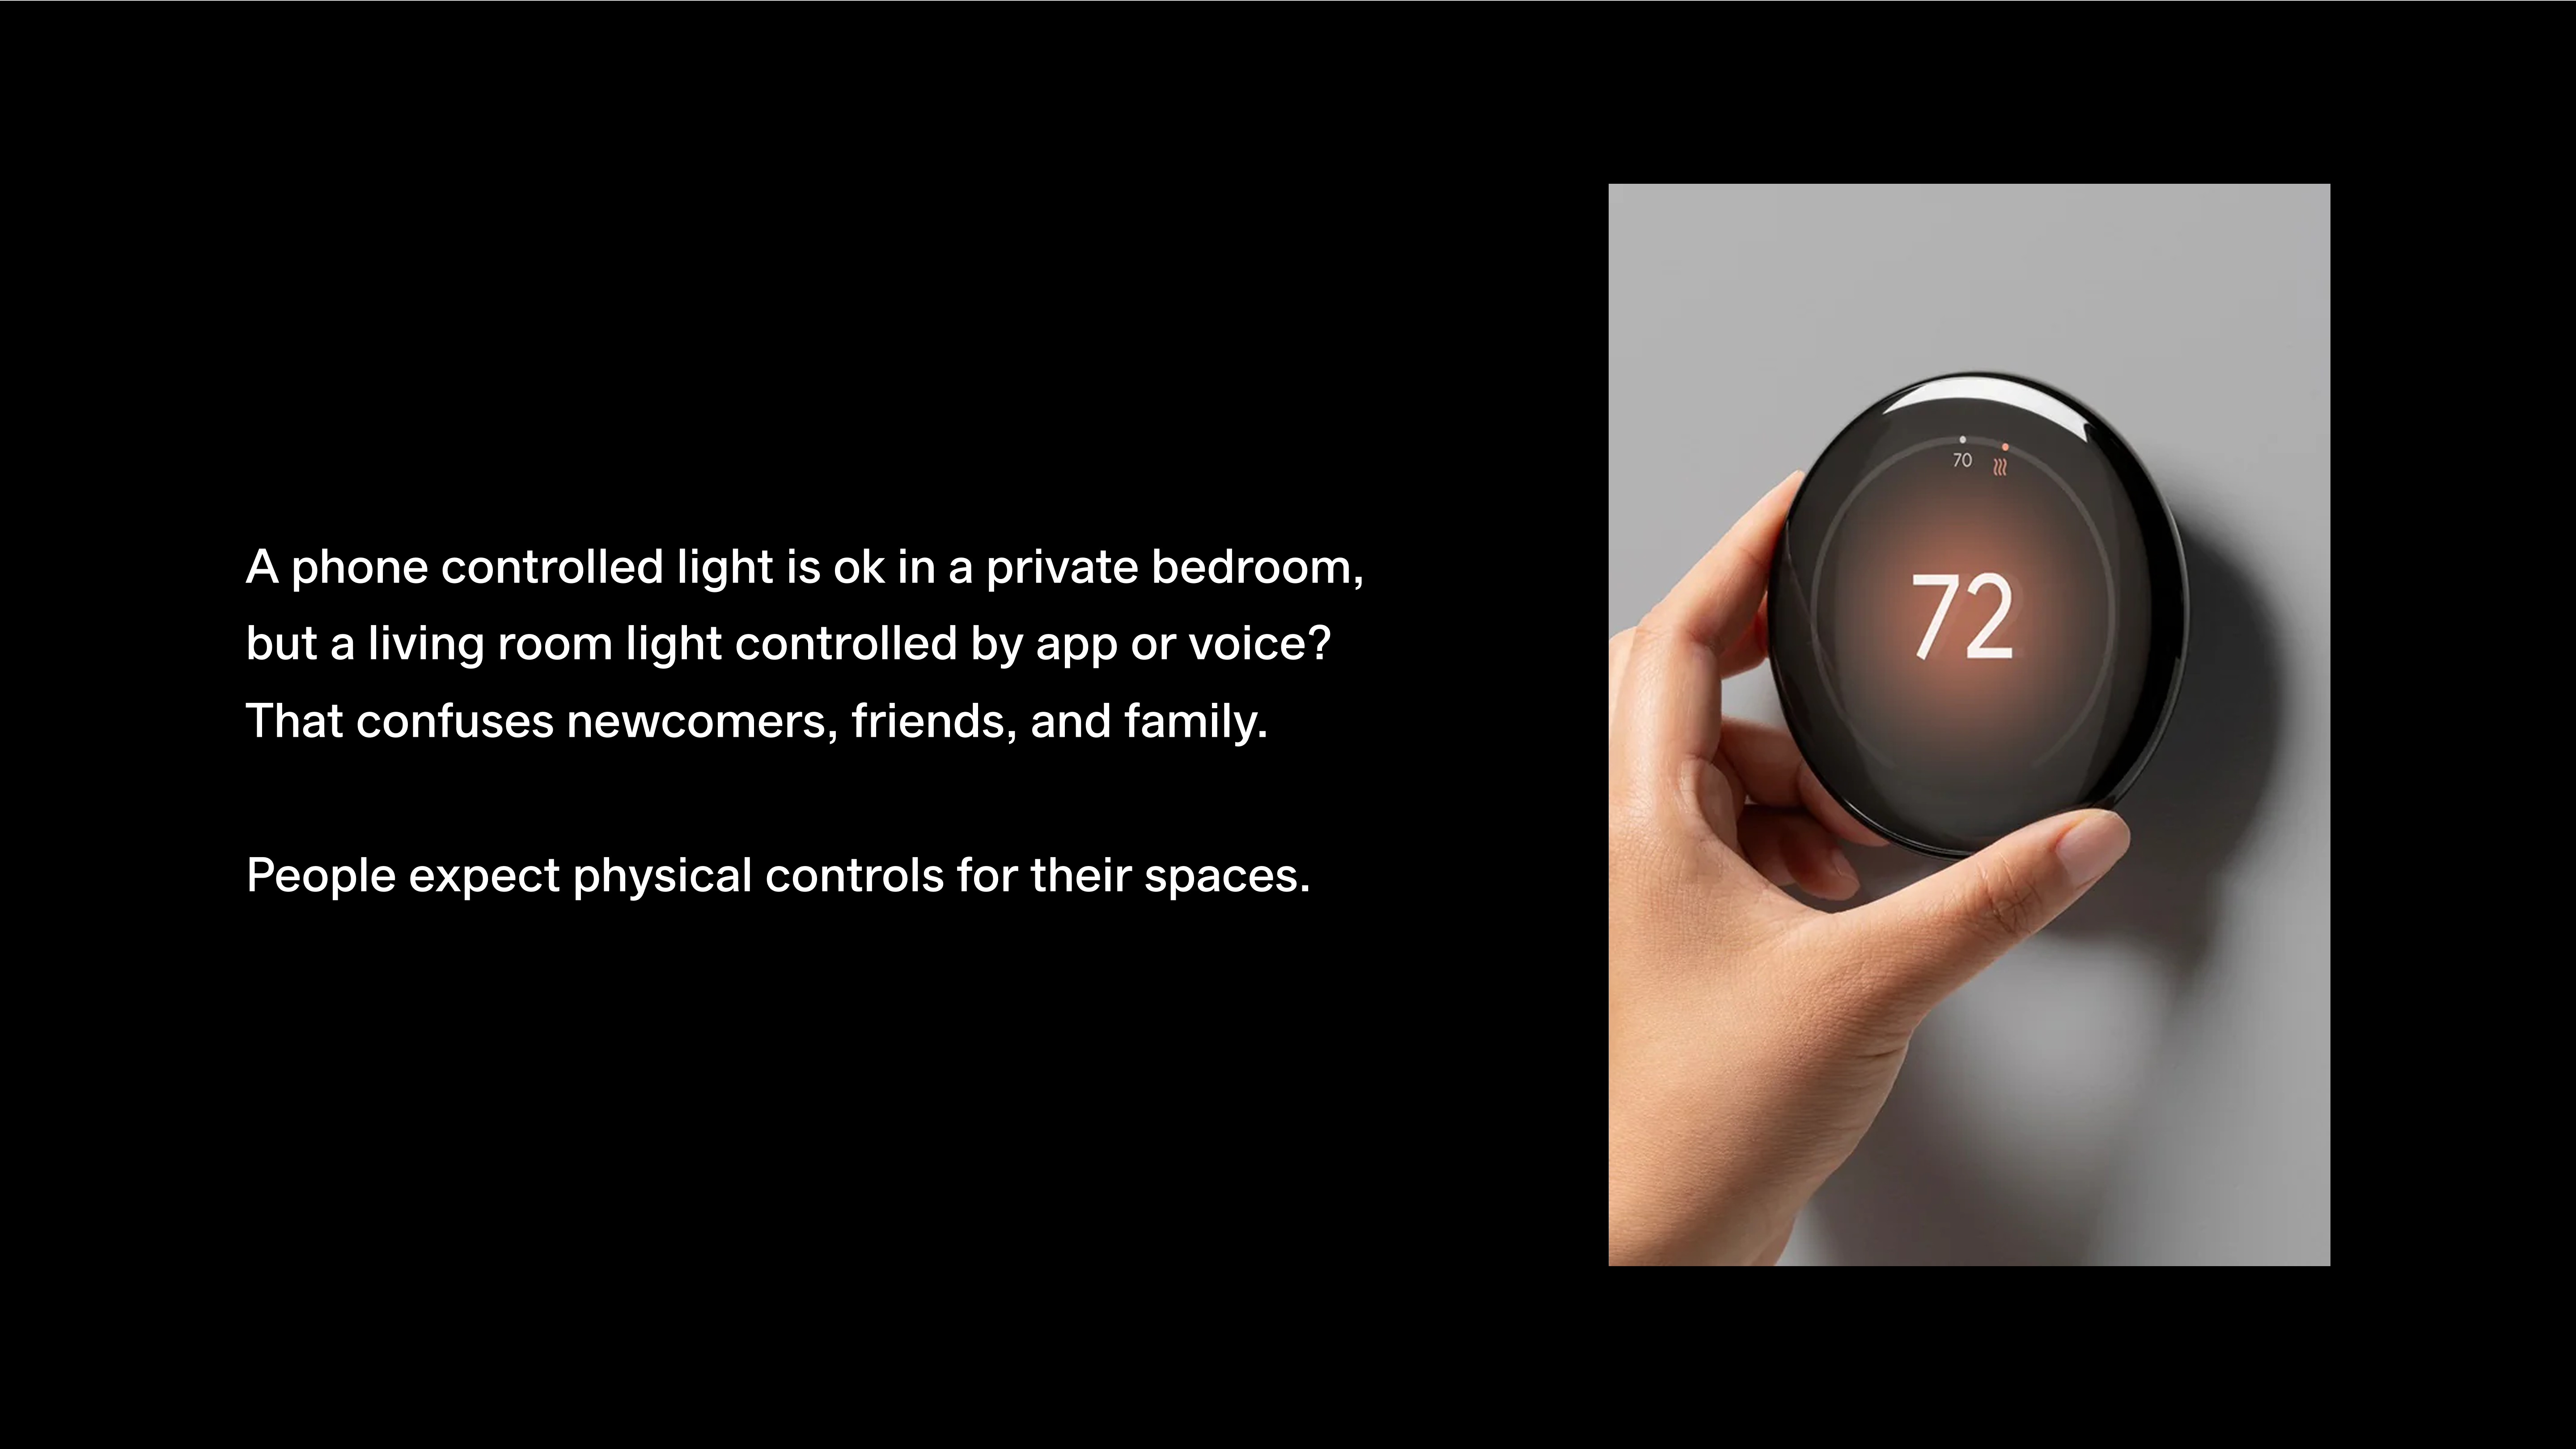 A phone controlled light is ok in a private bedroom,
but a living room light controlled by app or voice?
That confuses newcomers, friends, and family.
People expect physical controls for their spaces.
70
72